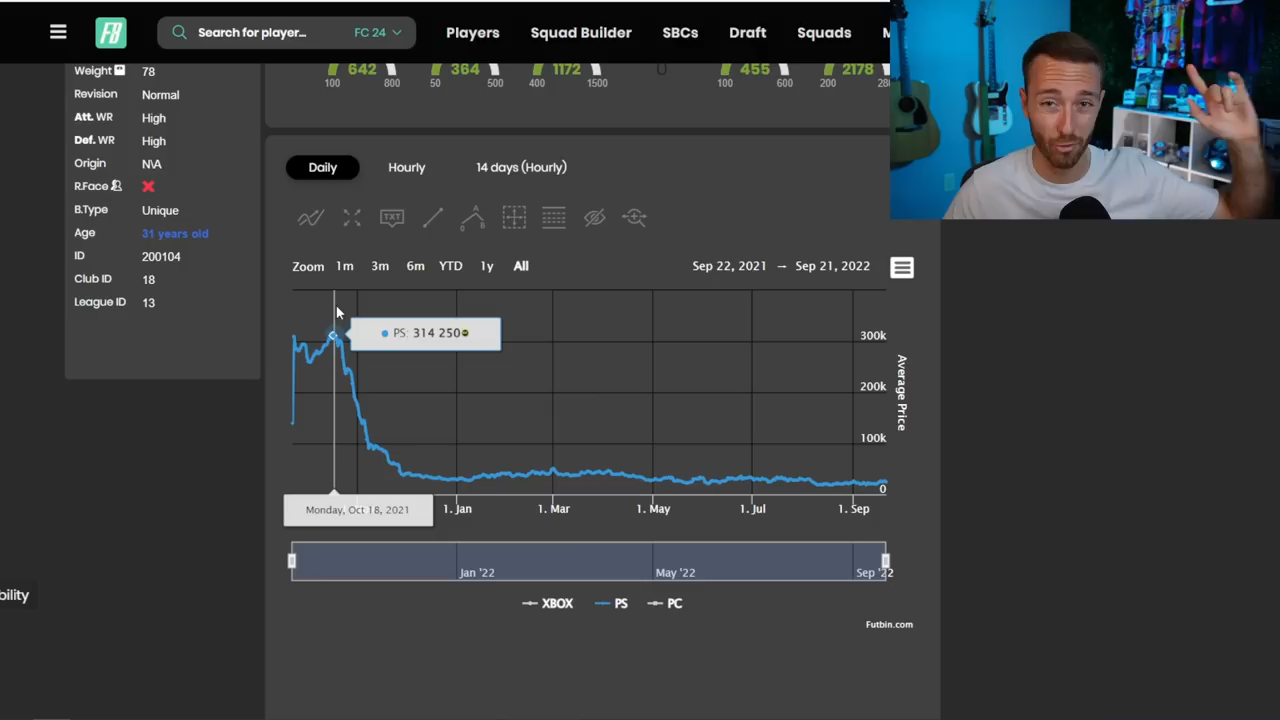 FB Search for player... FC 24 Players Squad Builder SBCs Draft Squads
Weight 78
Revision Normal
Att. WR High
Def. WR High
Origin N\A
R.Face
B.Type Unique
Age 31 years old
ID 200104
Club ID 18
League ID 13
642 364 1172 0 455 2178
100 800 50 500 400 1500 100 600 200
Daily Hourly 14 days (Hourly)
TXT
Zoom 1m 3m 6m YTD 1y All Sep 22, 2021 → Sep 21, 2022
PS: 314 250
300k
200k
100k
0
Average Price
Monday, Oct 18, 2021
1. Jan 1. Mar 1. May 1. Jul 1. Sep
Jan '22 May '22 Sep '22
XBOX PS PC
Futbin.com
bility